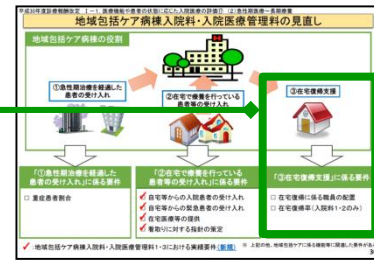 平成30年度診療報酬改定 Ⅰ-1. 医療機能や患者の状態に応じた入院医療の評価① (2)急性期医療~長期療養
地域包括ケア病棟入院料・入院医療管理料の見直し
地域包括ケア病棟の役割
①急性期治療を経過した
患者の受け入れ
②在宅で療養を行っている
患者等の受け入れ
③在宅復帰支援
「①急性期治療を経過した
患者の受け入れ」に係る要件
□ 重症患者割合
「②在宅で療養を行っている
患者等の受け入れ」に係る要件
自宅等からの入院患者の受け入れ
自宅等からの緊急患者の受け入れ
在宅医療等の提供
看取りに対する指針の策定
「③在宅復帰支援」に係る要件
□ 在宅復帰に係る職員の配置
□ 在宅復帰率(入院料1・2のみ)
:地域包括ケア病棟入院料・入院医療管理料1・3における実績要件(新規)